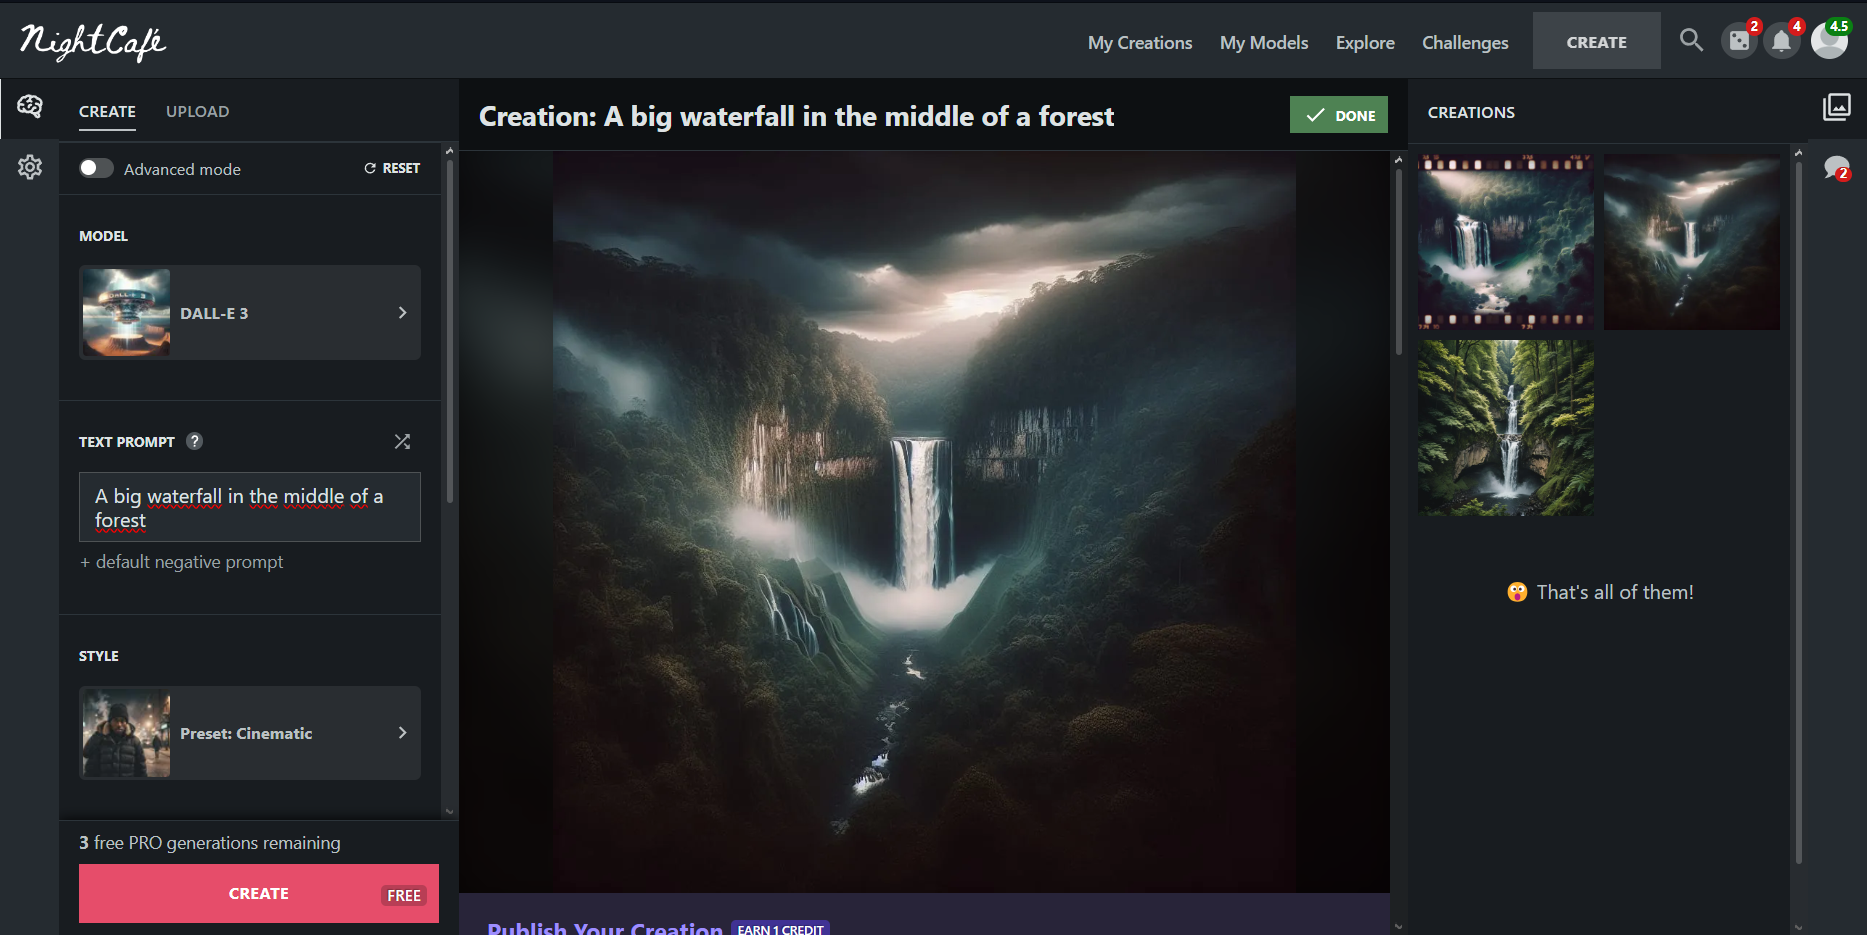 NightCafé
My Creations
My Models
Explore
Challenges
CREATE
2
4
4.5
CREATE
UPLOAD
Advanced mode
RESET
MODEL
DALL-E 3
DALL-E 3
TEXT PROMPT ?
A big waterfall in the middle of a
forest
+ default negative prompt
STYLE
Preset: Cinematic
3 free PRO generations remaining
CREATE
FREE
Creation: A big waterfall in the middle of a forest
DONE
Publish Your Creation
EARN 1 CREDIT
CREATIONS
2
😲 That's all of them!